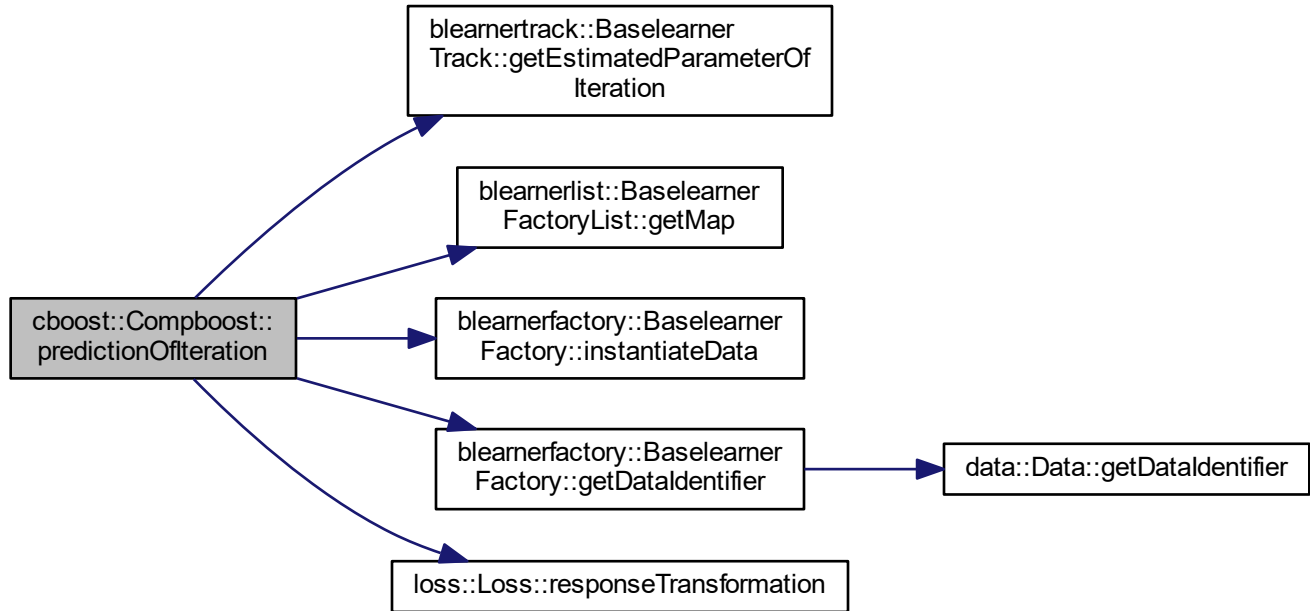 blearnertrack::Baselearner
Track::getEstimatedParameterOf
Iteration
blearnerlist::Baselearner
FactoryList::getMap
cboost::Compboost::
predictionOfIteration
blearnerfactory::Baselearner
Factory::instantiateData
blearnerfactory::Baselearner
Factory::getDataIdentifier
data::Data::getDataIdentifier
loss::Loss::responseTransformation